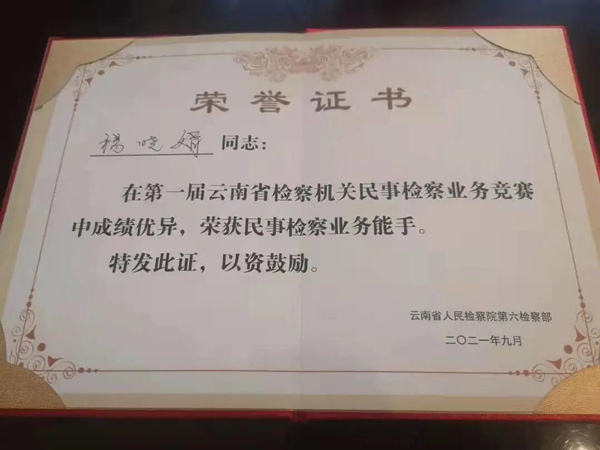 荣誉证书
杨晓婿 同志：
在第一届云南省检察机关民事检察业务竞赛
中成绩优异，荣获民事检察业务能手。
特发此证，以资鼓励。
云南省人民检察院第六检察部
二〇二一年九月